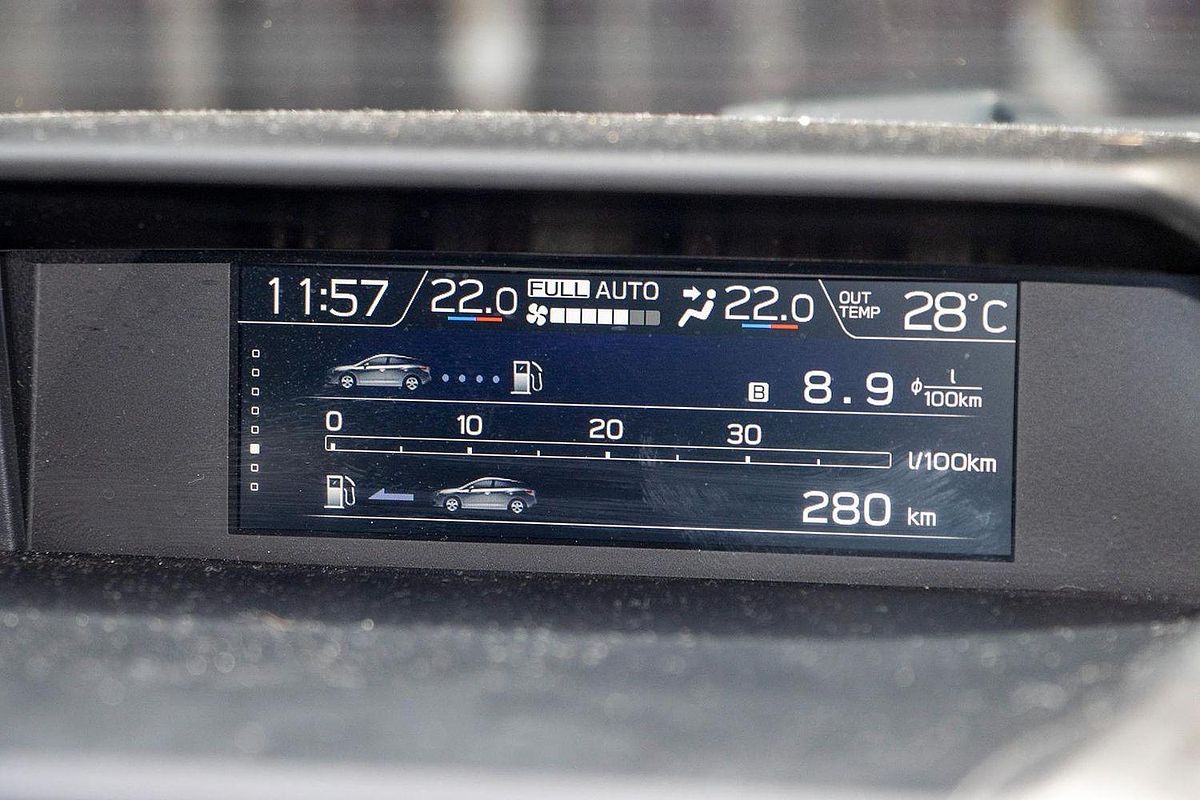 11:57 22.0 FULL AUTO 22.0 OUT TEMP 28°C
B 8.9 ϕ l/100km
0 10 20 30
l/100km
280 km